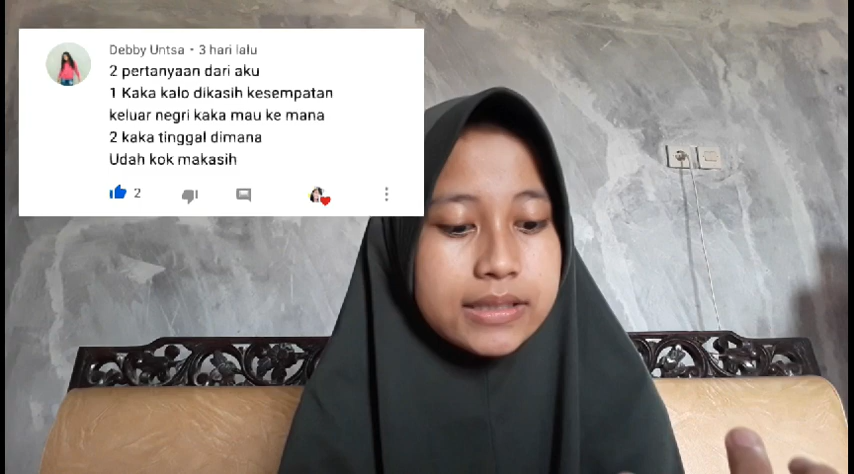 Debby Untsa • 3 hari lalu
2 pertanyaan dari aku
1 Kaka kalo dikasih kesempatan
keluar negri kaka mau ke mana
2 kaka tinggal dimana
Udah kok makasih
2